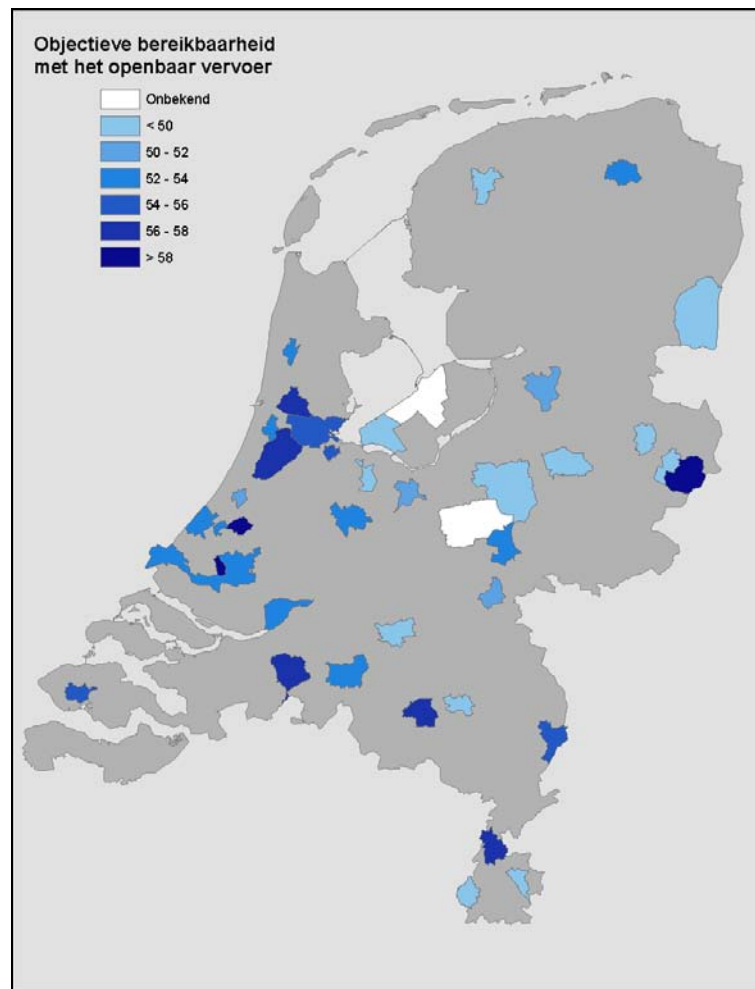 Objectieve bereikbaarheid
met het openbaar vervoer
Onbekend
< 50
50 - 52
52 - 54
54 - 56
56 - 58
> 58